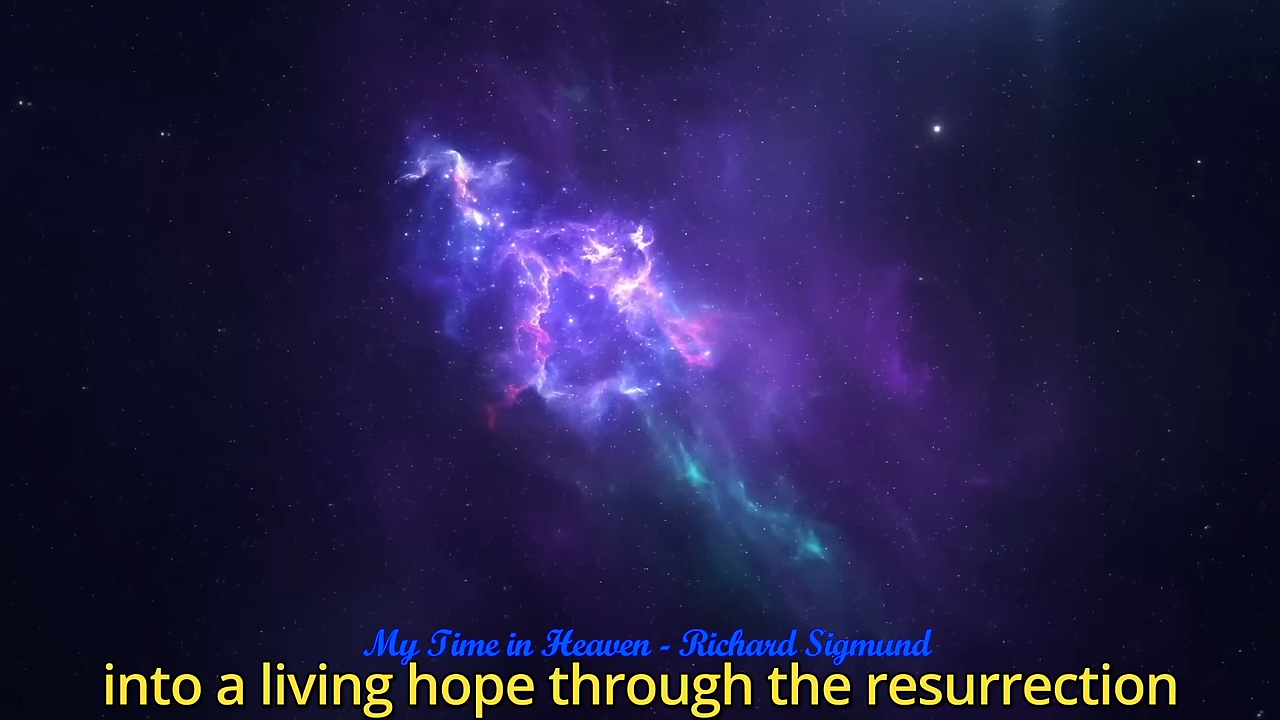 My Time in Heaven - Richard Sigmund
into a living hope through the resurrection